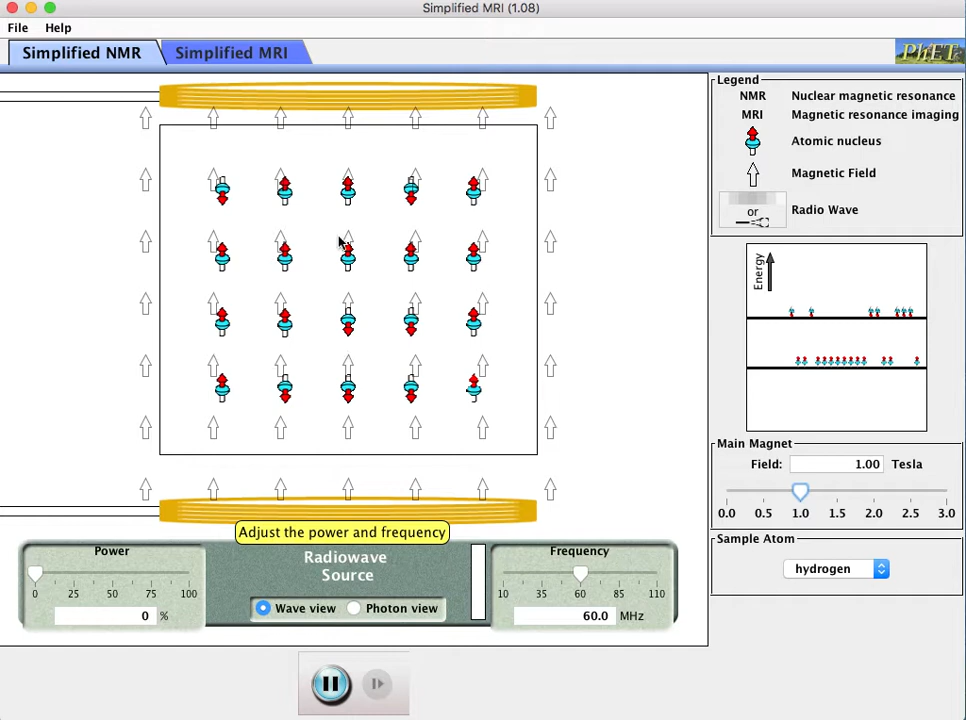 Simplified MRI (1.08)
File Help
Simplified NMR Simplified MRI
PhET
Legend
NMR Nuclear magnetic resonance
MRI Magnetic resonance imaging
Atomic nucleus
Magnetic Field
or Radio Wave
Energy
Main Magnet
Field: 1.00 Tesla
0.0 0.5 1.0 1.5 2.0 2.5 3.0
Sample Atom
hydrogen
Adjust the power and frequency
Power
0 25 50 75 100
0 %
Radiowave
Source
Wave view Photon view
Frequency
10 35 60 85 110
60.0 MHz